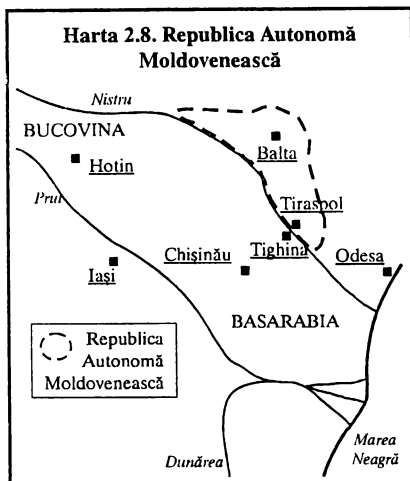 Harta 2.8. Republica Autonomă
Moldovenească
Nistru
BUCOVINA
Balta
Hotin
Prut
Tiraspol
Chișinău
Tighina
Odesa
Iași
BASARABIA
Republica
Autonomă
Moldovenească
Marea
Neagră
Dunărea